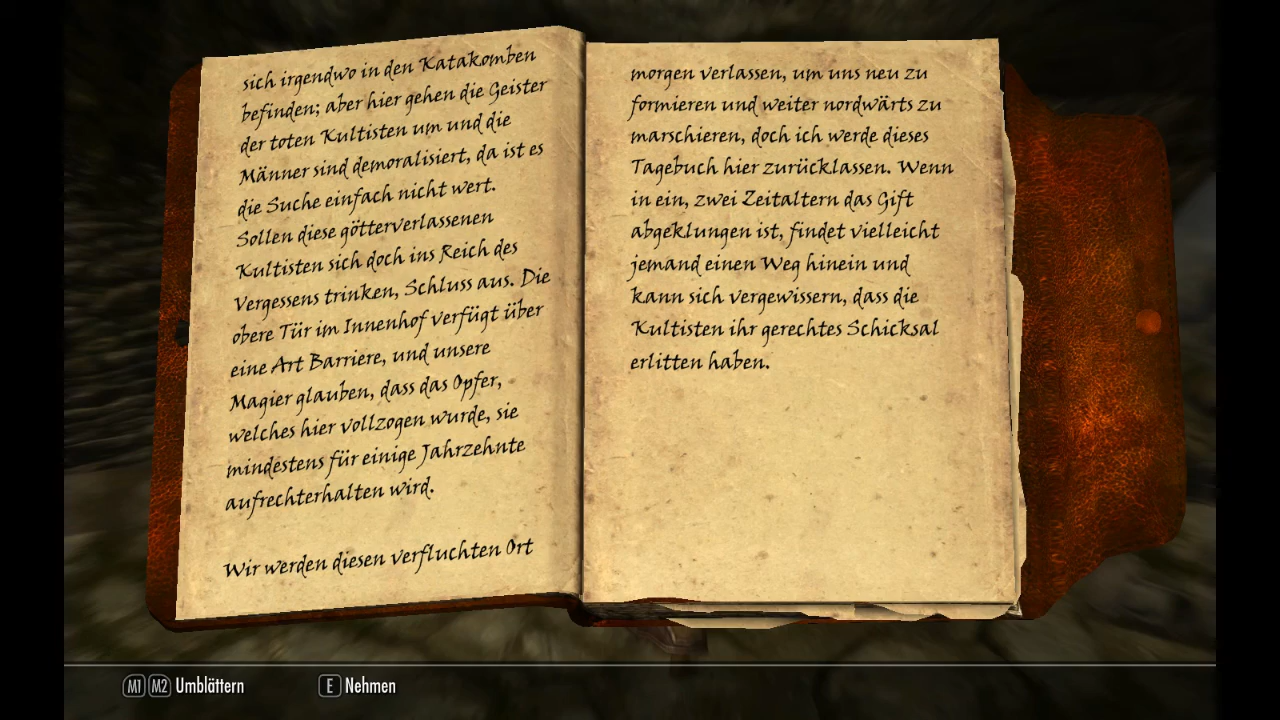 sich irgendwo in den Katakomben
befinden; aber hier gehen die Geister
der toten Kultisten um und die
Männer sind demoralisiert, da ist es
die Suche einfach nicht wert.
Sollen diese götterverlassenen
Kultisten sich doch ins Reich des
Vergessens trinken, Schluss aus. Die
obere Tür im Innenhof verfügt über
eine Art Barriere, und unsere
Magier glauben, dass das Opfer,
welches hier vollzogen wurde, sie
mindestens für einige Jahrzehnte
aufrechterhalten wird.
Wir werden diesen verfluchten Ort
morgen verlassen, um uns neu zu
formieren und weiter nordwärts zu
marschieren, doch ich werde dieses
Tagebuch hier zurücklassen. Wenn
in ein, zwei Zeitaltern das Gift
abgeklungen ist, findet vielleicht
jemand einen Weg hinein und
kann sich vergewissern, dass die
Kultisten ihr gerechtes Schicksal
erlitten haben.
M1 M2 Umblättern
E Nehmen